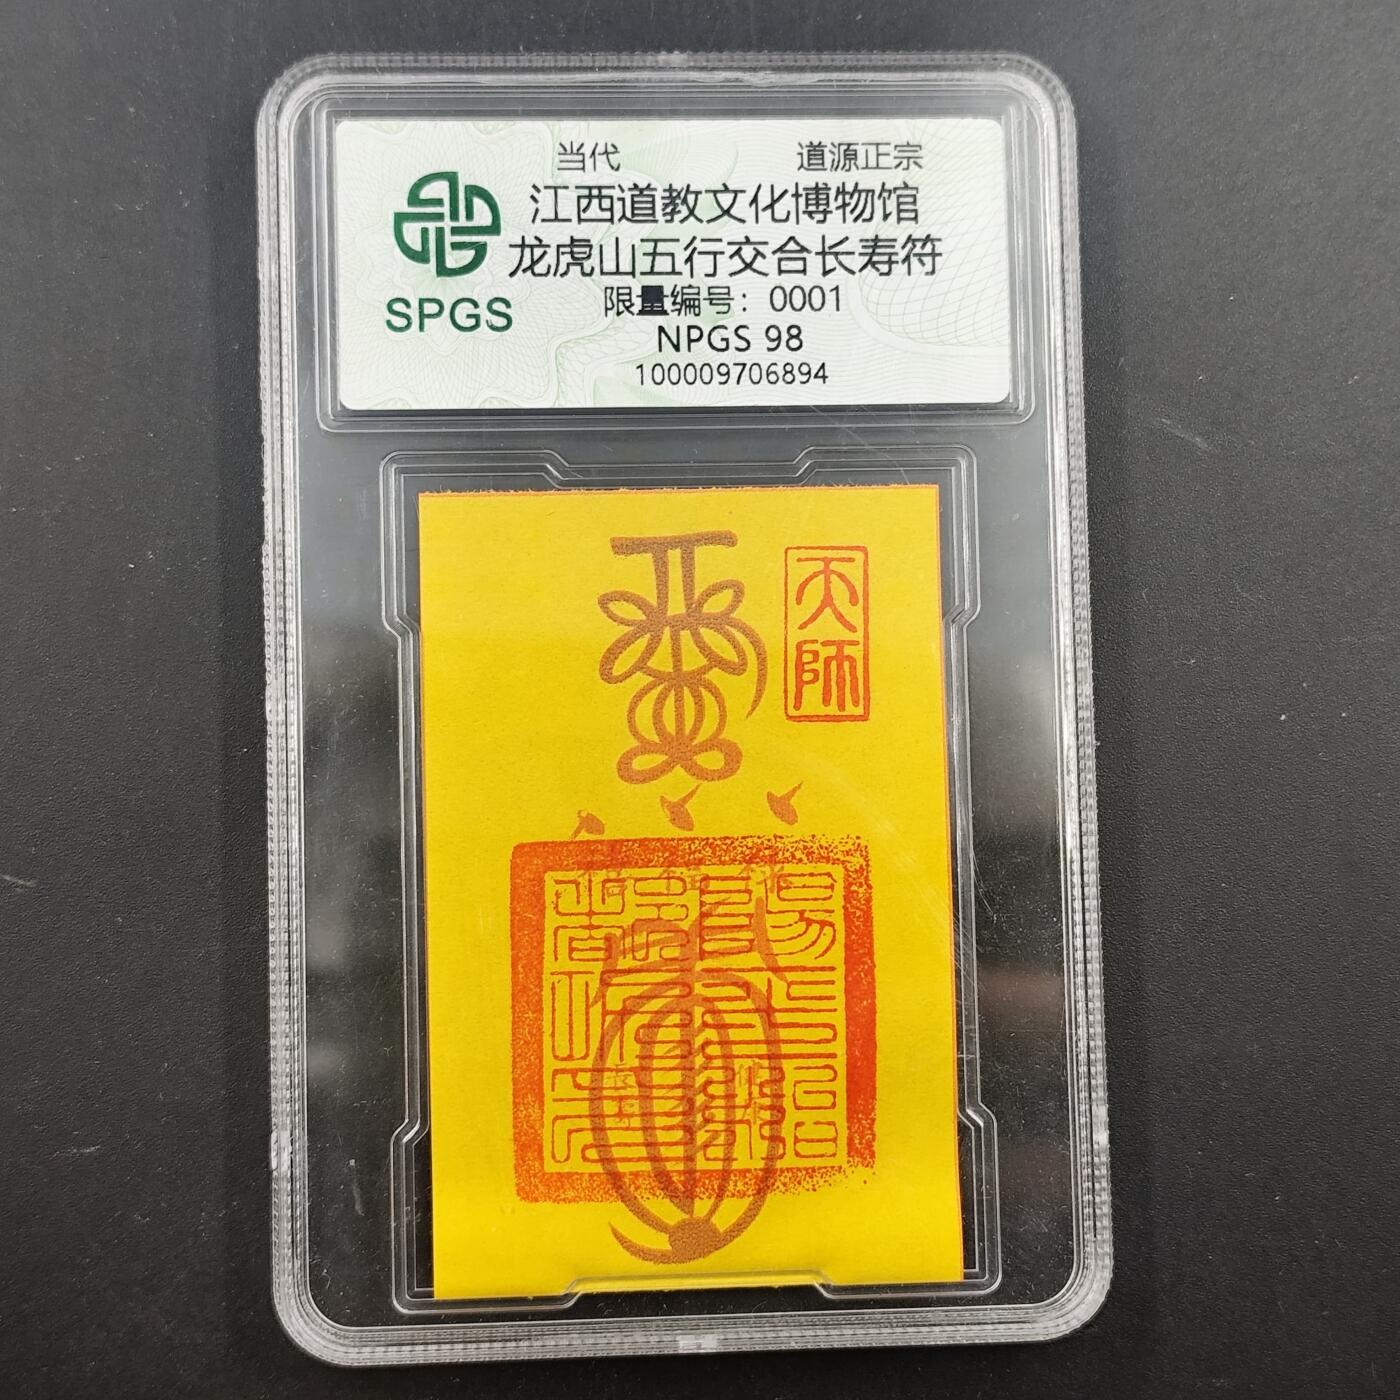 当代 道源正宗
江西道教文化博物馆
龙虎山五行交合长寿符
限量编号：0001
NPGS 98
100009706894
SPGS
天师